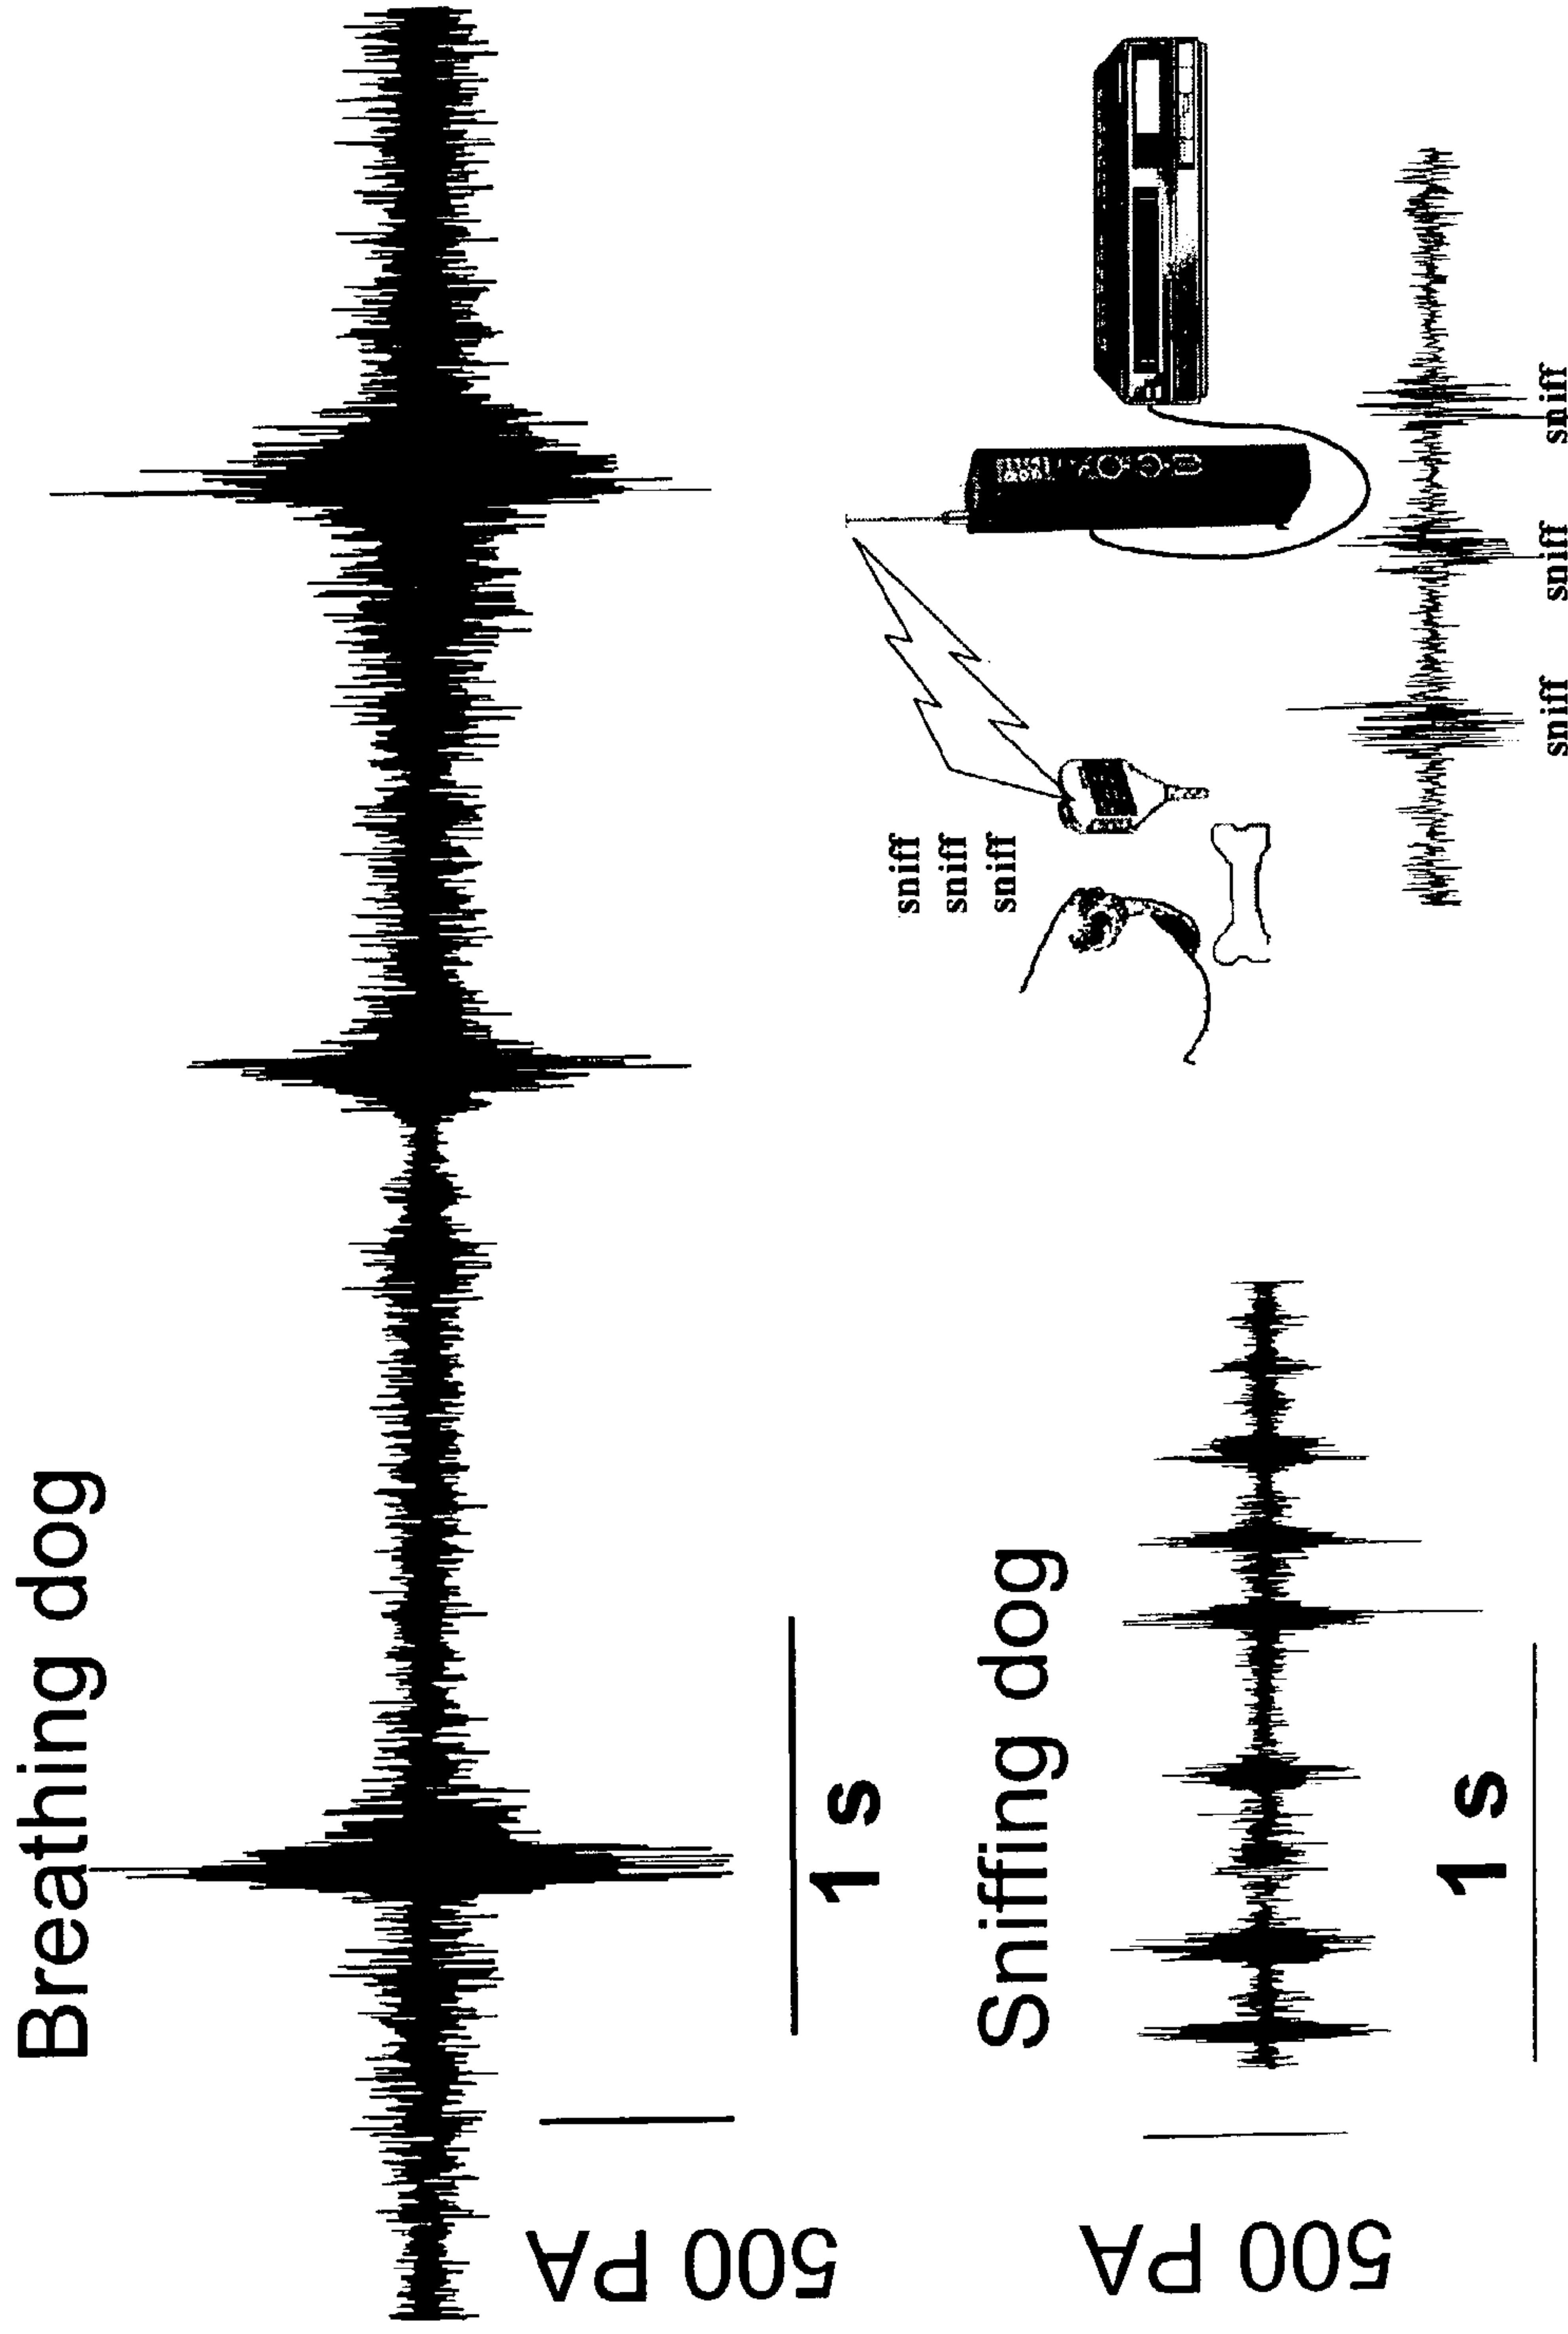 Breathing dog
500 PA
1 s
Sniffing dog
500 PA
1 s
sniff
sniff
sniff
sniff
sniff
sniff